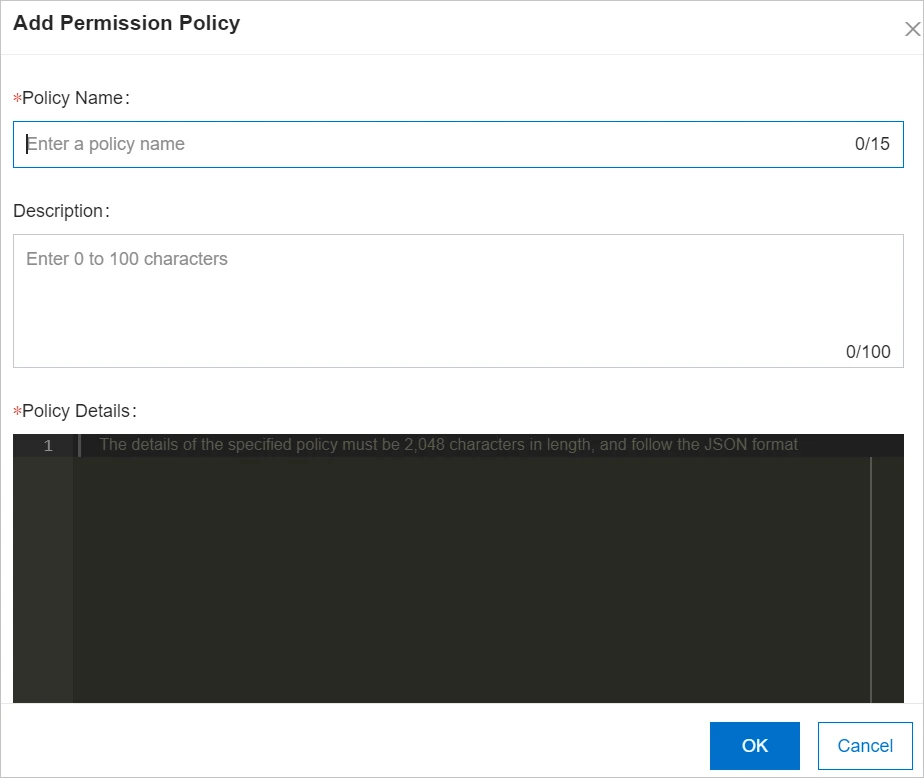 Add Permission Policy
*Policy Name:
Enter a policy name
0/15
Description:
Enter 0 to 100 characters
0/100
*Policy Details:
1
The details of the specified policy must be 2,048 characters in length, and follow the JSON format
OK
Cancel